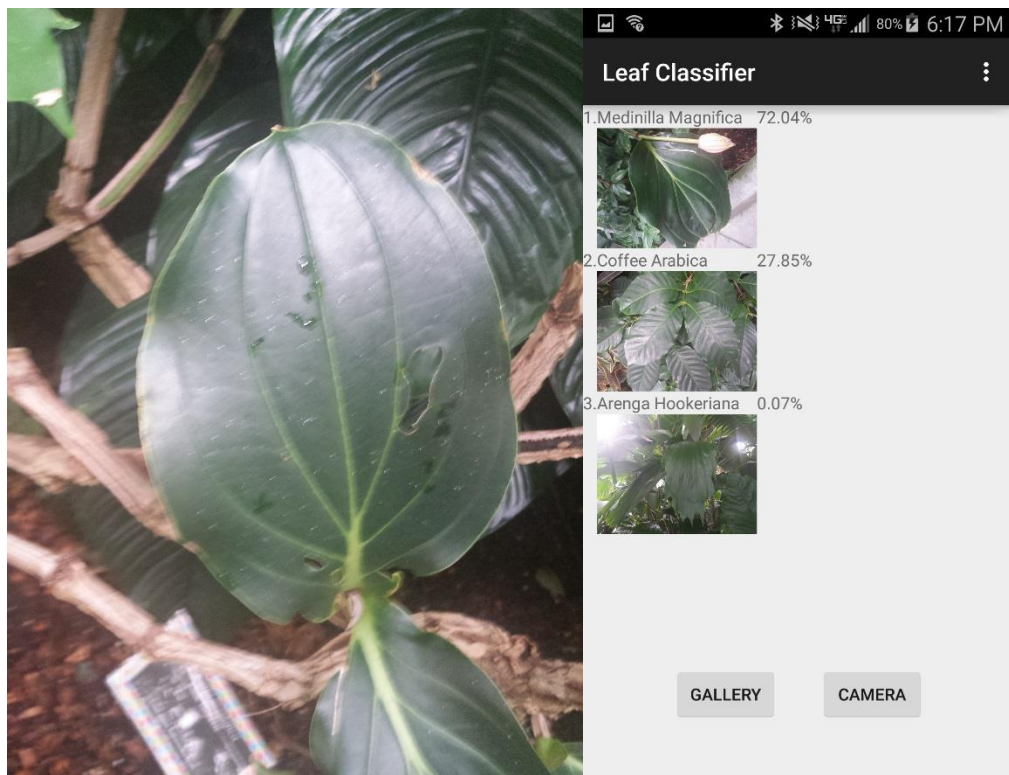 80% 6:17 PM
Leaf Classifier
1.Medinilla Magnifica 72.04%
2.Coffee Arabica 27.85%
3.Arenga Hookeriana 0.07%
GALLERY CAMERA